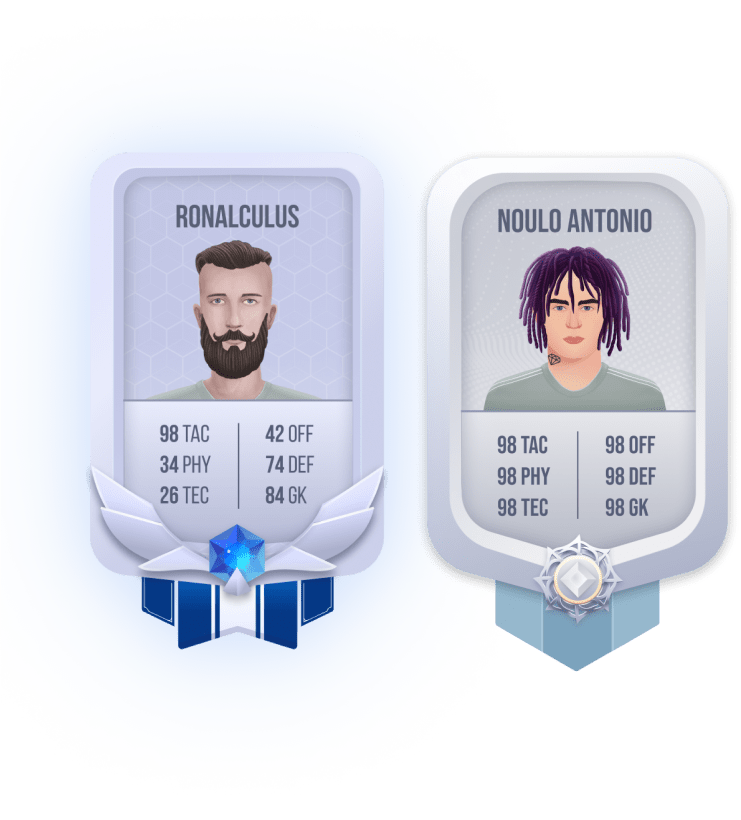 RONALCULUS
98 TAC 42 OFF
34 PHY 74 DEF
26 TEC 84 GK
NOULO ANTONIO
98 TAC 98 OFF
98 PHY 98 DEF
98 TEC 98 GK